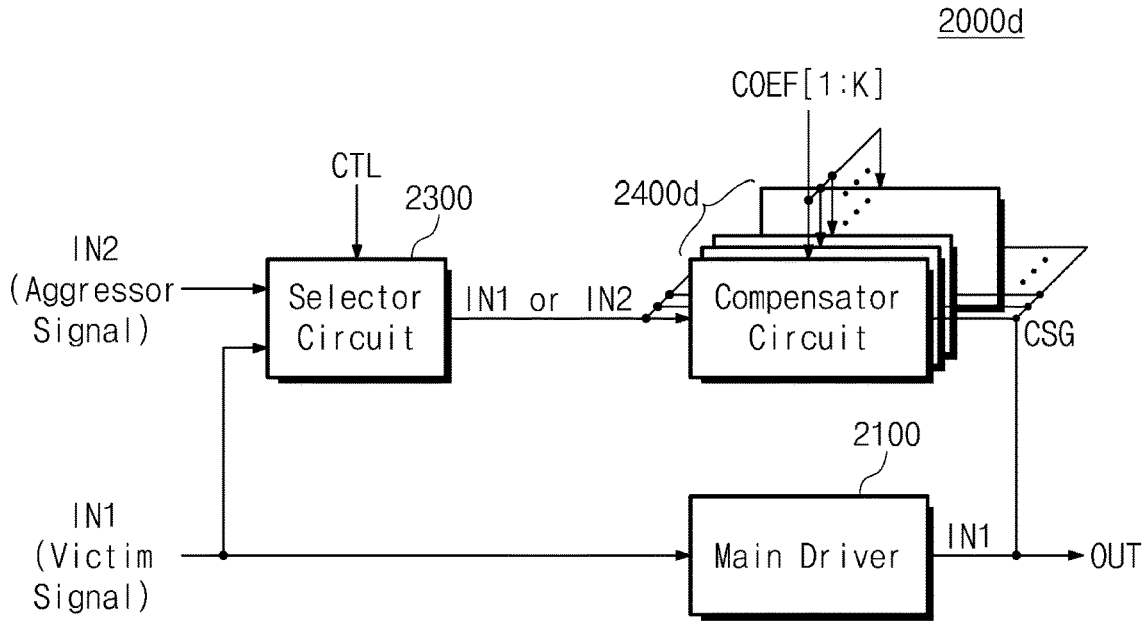 2000d
COEF[1:K]
CTL
2300
2400d
IN2
(Aggressor
Signal)
Selector
Circuit
IN1 or IN2
Compensator
Circuit
CSG
2100
IN1
(Victim
Signal)
Main Driver
IN1
OUT